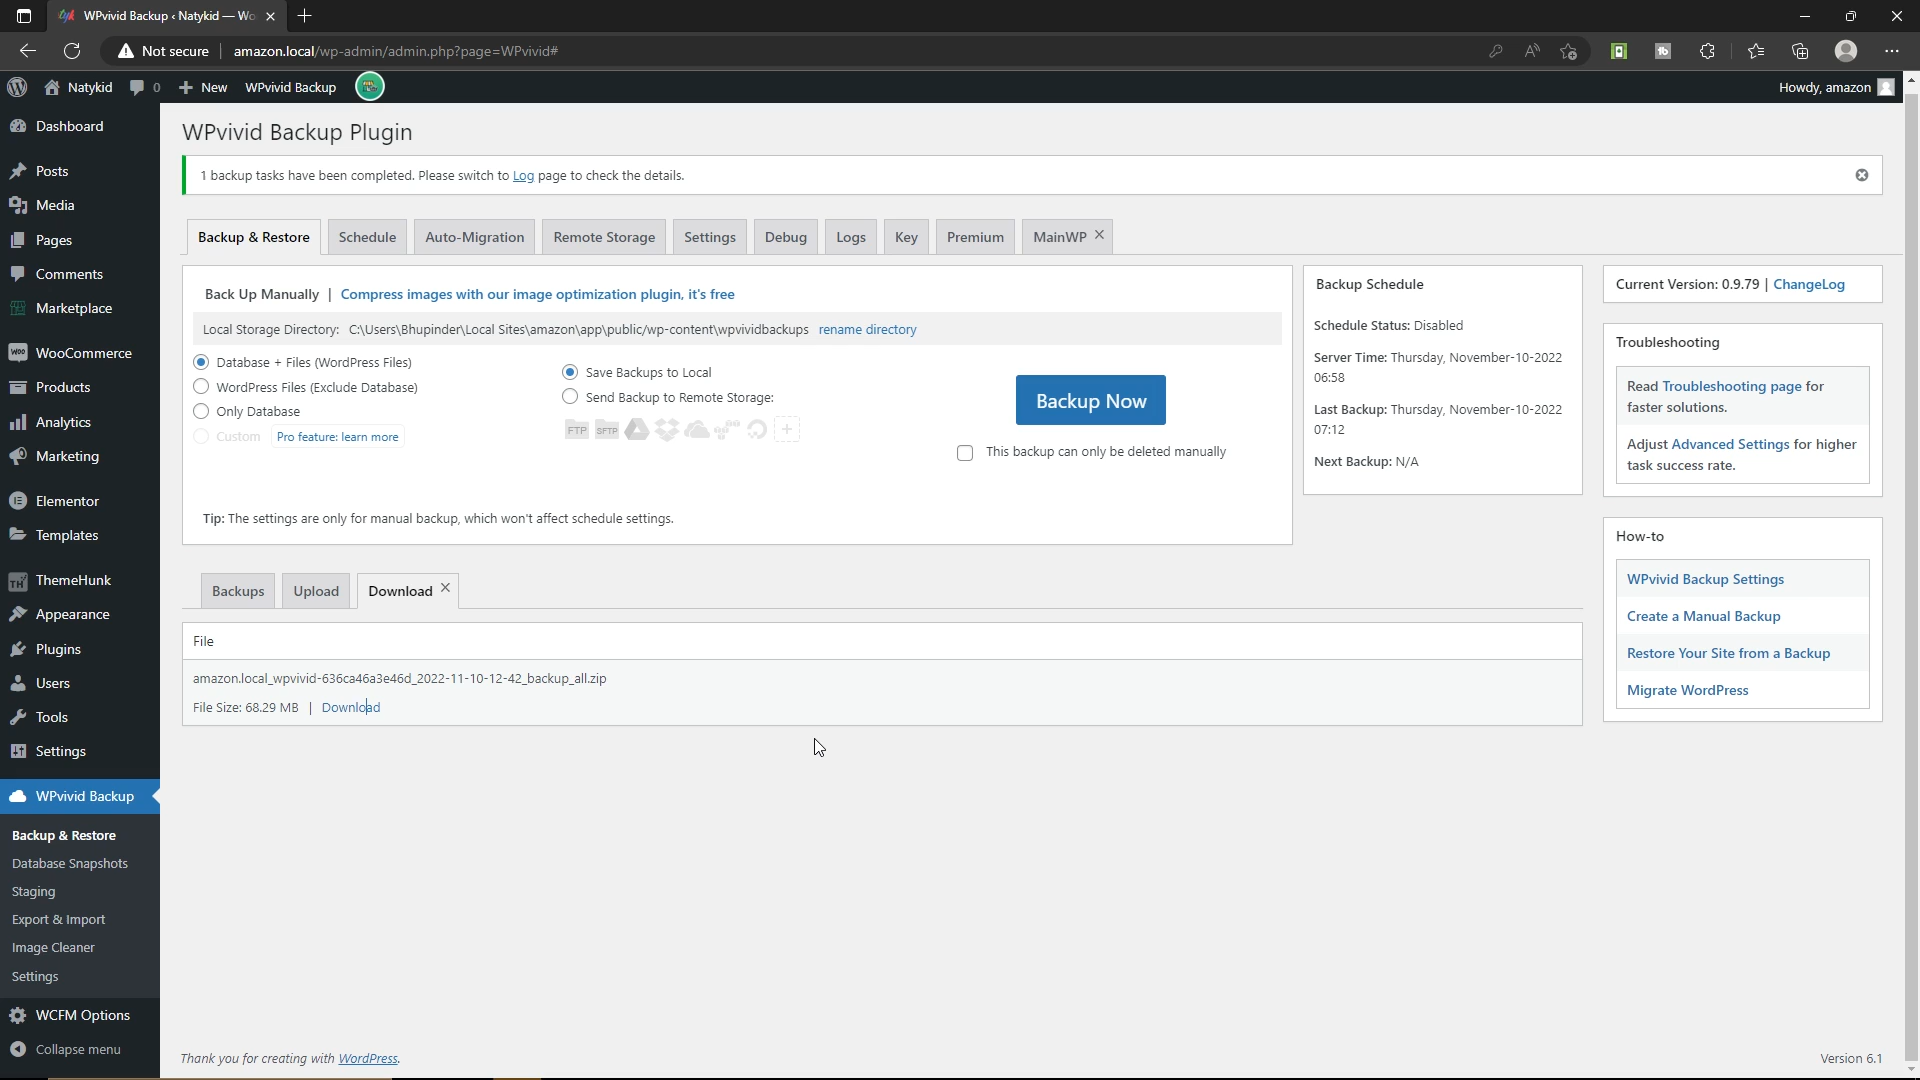 WPvivid Backup ‹ Natykid — Wo
Not secure
amazon.local/wp-admin/admin.php?page=WPvivid#
Natykid
0
New
WPvivid Backup
Howdy, amazon
Dashboard
Posts
Media
Pages
Comments
Marketplace
WooCommerce
Products
Analytics
Marketing
Elementor
Templates
ThemeHunk
Appearance
Plugins
Users
Tools
Settings
WPvivid Backup
Backup & Restore
Database Snapshots
Staging
Export & Import
Image Cleaner
Settings
WCFM Options
Collapse menu
WPvivid Backup Plugin
1 backup tasks have been completed. Please switch to Log page to check the details.
Backup & Restore
Schedule
Auto-Migration
Remote Storage
Settings
Debug
Logs
Key
Premium
MainWP
Back Up Manually | Compress images with our image optimization plugin, it's free
Local Storage Directory: C:\Users\Bhupinder\Local Sites\amazon\app\public/wp-content\wpvividbackups rename directory
Database + Files (WordPress Files)
WordPress Files (Exclude Database)
Only Database
Custom Pro feature: learn more
Save Backups to Local
Send Backup to Remote Storage:
FTP SFTP
Backup Now
This backup can only be deleted manually
Tip: The settings are only for manual backup, which won't affect schedule settings.
Backup Schedule
Schedule Status: Disabled
Server Time: Thursday, November-10-2022
06:58
Last Backup: Thursday, November-10-2022
07:12
Next Backup: N/A
Current Version: 0.9.79 | ChangeLog
Troubleshooting
Read Troubleshooting page for
faster solutions.
Adjust Advanced Settings for higher
task success rate.
How-to
WPvivid Backup Settings
Create a Manual Backup
Restore Your Site from a Backup
Migrate WordPress
Backups
Upload
Download
File
amazon.local_wpvivid-636ca46a3e46d_2022-11-10-12-42_backup_all.zip
File Size: 68.29 MB | Download
Thank you for creating with WordPress.
Version 6.1